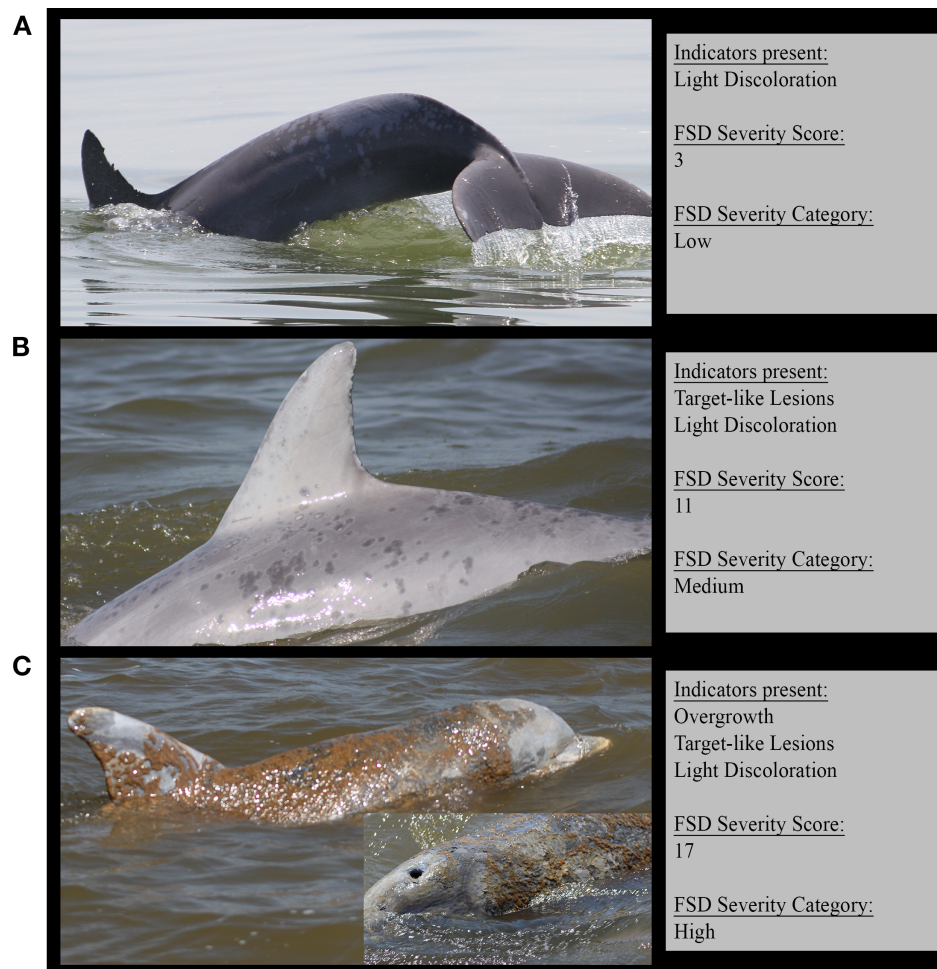 A
Indicators present:
Light Discoloration
FSD Severity Score:
3
FSD Severity Category:
Low
B
Indicators present:
Target-like Lesions
Light Discoloration
FSD Severity Score:
11
FSD Severity Category:
Medium
C
Indicators present:
Overgrowth
Target-like Lesions
Light Discoloration
FSD Severity Score:
17
FSD Severity Category:
High